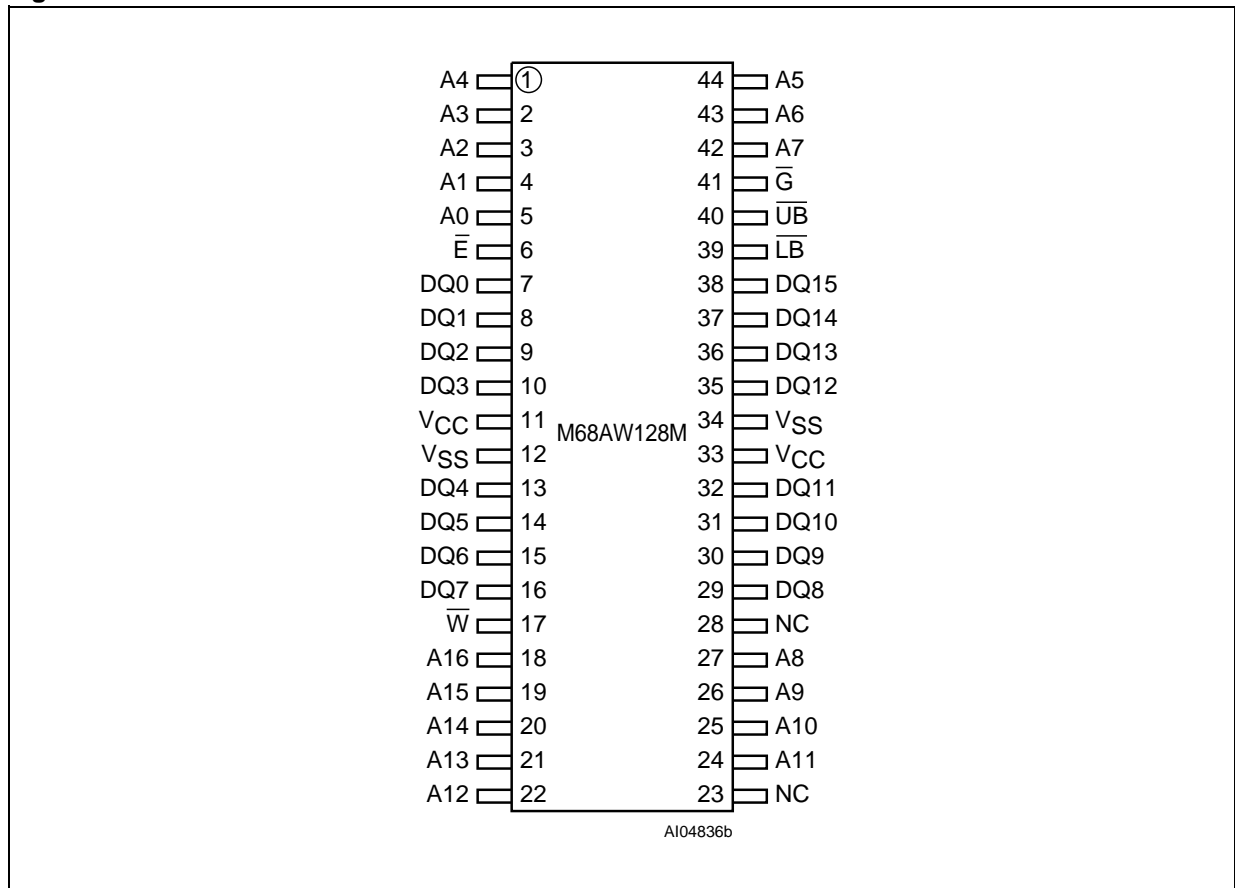 A4 1 44 A5
A3 2 43 A6
A2 3 42 A7
A1 4 41 G̅
A0 5 40 U̅B̅
E̅ 6 39 L̅B̅
DQ0 7 38 DQ15
DQ1 8 37 DQ14
DQ2 9 36 DQ13
DQ3 10 35 DQ12
VCC 11 M68AW128M 34 VSS
VSS 12 33 VCC
DQ4 13 32 DQ11
DQ5 14 31 DQ10
DQ6 15 30 DQ9
DQ7 16 29 DQ8
W̅ 17 28 NC
A16 18 27 A8
A15 19 26 A9
A14 20 25 A10
A13 21 24 A11
A12 22 23 NC
AI04836b